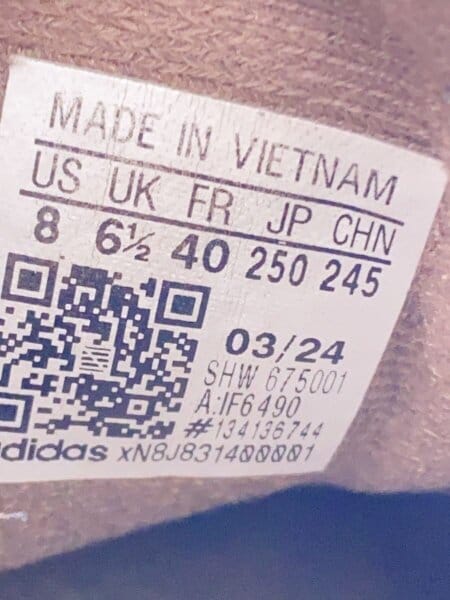 MADE IN VIETNAM
US UK FR JP CHN
8 6½ 40 250 245
03/24
SHW 675001
A:IF6490
#134136744
adidas xN8J831400001